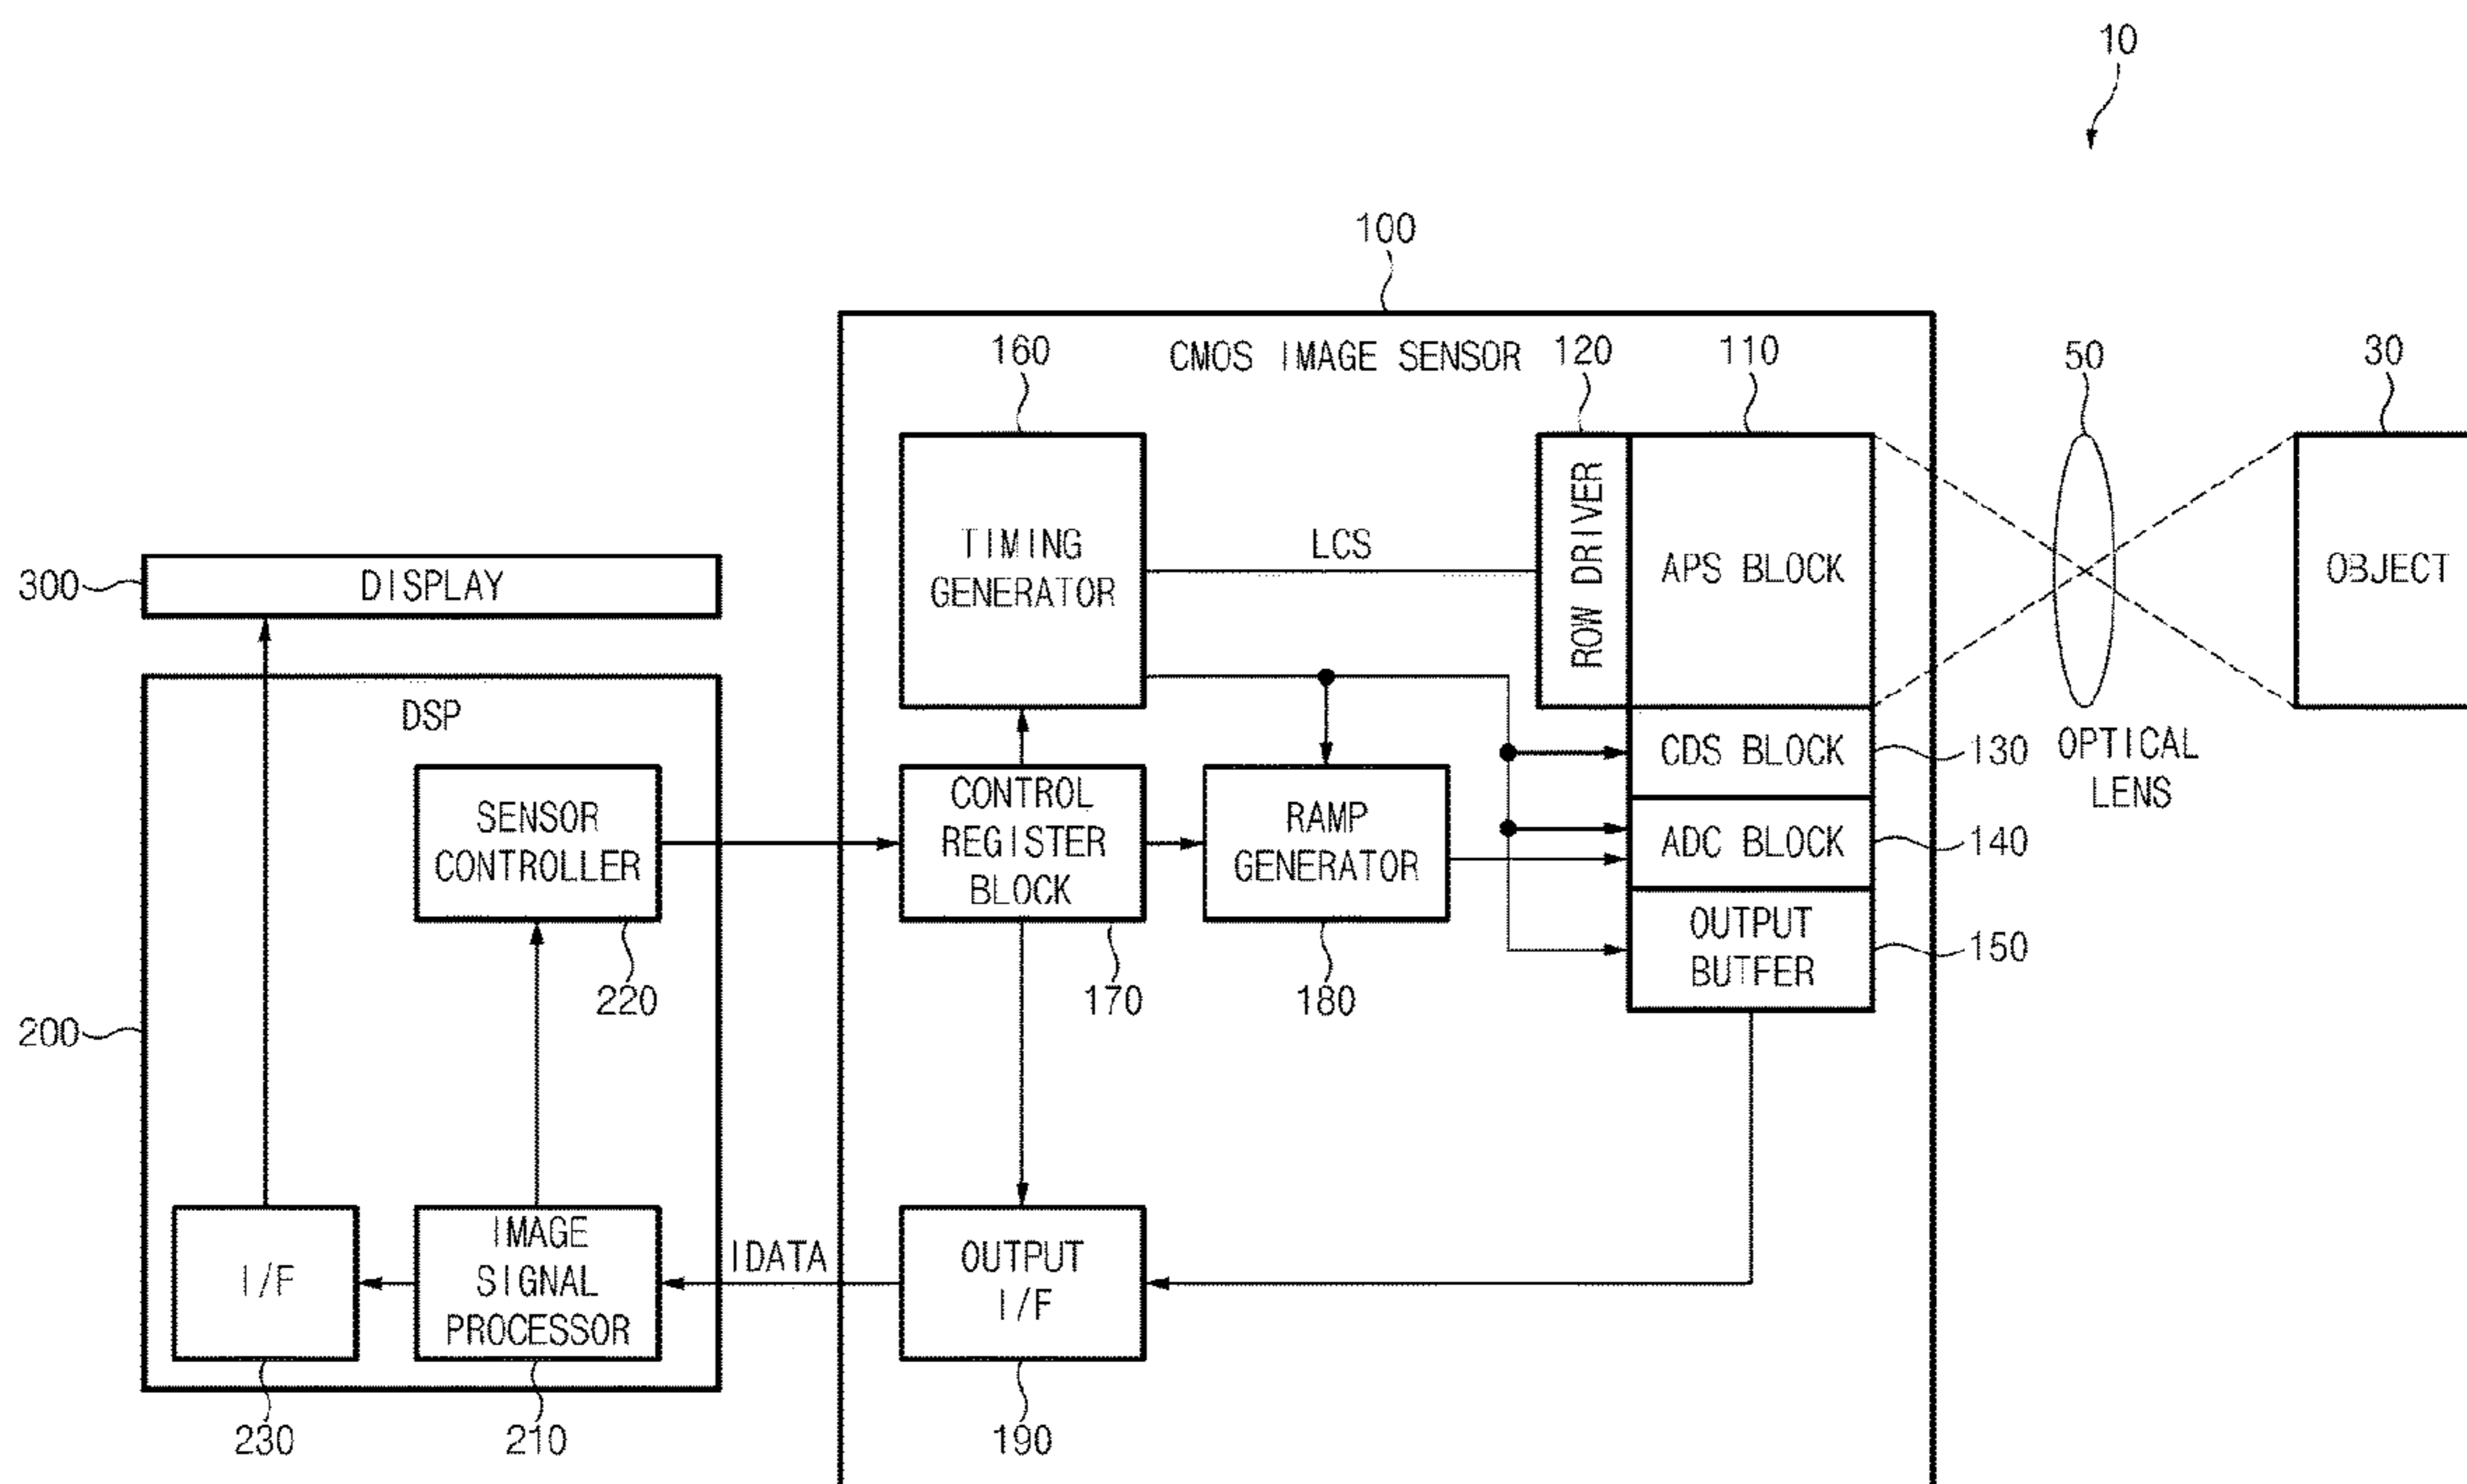 10
100
160
CMOS IMAGE SENSOR
120
110
50
30
TIMING
GENERATOR
LCS
ROW DRIVER
APS BLOCK
OBJECT
300
DISPLAY
DSP
CDS BLOCK
130
OPTICAL
LENS
SENSOR
CONTROLLER
CONTROL
REGISTER
BLOCK
RAMP
GENERATOR
ADC BLOCK
140
OUTPUT
BUTFER
150
220
170
180
200
I/F
IMAGE
SIGNAL
PROCESSOR
IDATA
OUTPUT
I/F
230
210
190